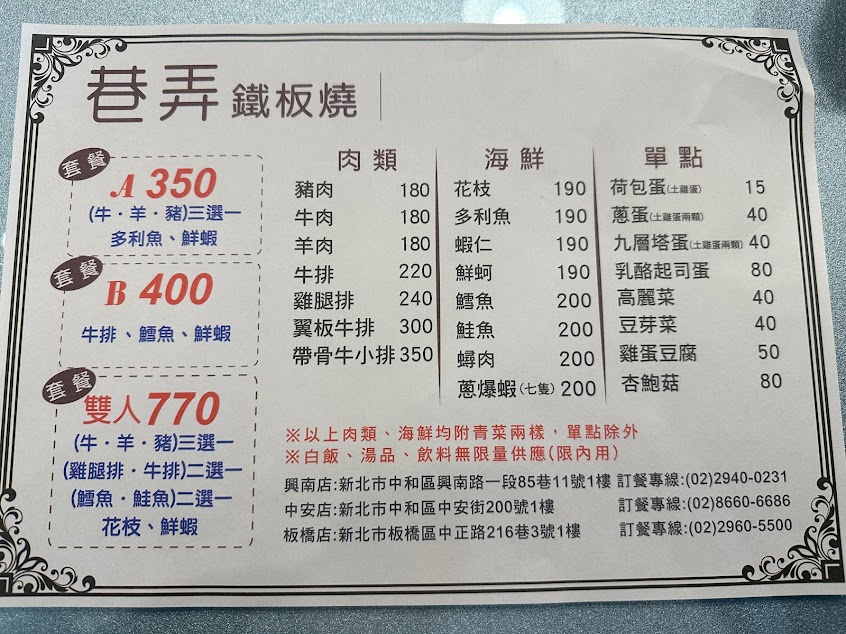 巷弄 鐵板燒
套餐
A 350
(牛・羊・豬)三選一
多利魚、鮮蝦
套餐
B 400
牛排、鱈魚、鮮蝦
套餐
雙人770
(牛・羊・豬)三選一
(雞腿排・牛排)二選一
(鱈魚・鮭魚)二選一
花枝、鮮蝦
肉類
豬肉 180
牛肉 180
羊肉 180
牛排 220
雞腿排 240
翼板牛排 300
帶骨牛小排 350
海鮮
花枝 190
多利魚 190
蝦仁 190
鮮蚵 190
鱈魚 200
鮭魚 200
蟳肉 200
蔥爆蝦(七隻) 200
單點
荷包蛋(土雞蛋) 15
蔥蛋(土雞蛋兩顆) 40
九層塔蛋(土雞蛋兩顆) 40
乳酪起司蛋 80
高麗菜 40
豆芽菜 40
雞蛋豆腐 50
杏鮑菇 80
※以上肉類、海鮮均附青菜兩樣，單點除外
※白飯、湯品、飲料無限量供應(限內用)
興南店:新北市中和區興南路一段85巷11號1樓 訂餐專線:(02)2940-0231
中安店:新北市中和區中安街200號1樓 訂餐專線:(02)8660-6686
板橋店:新北市板橋區中正路216巷3號1樓 訂餐專線:(02)2960-5500